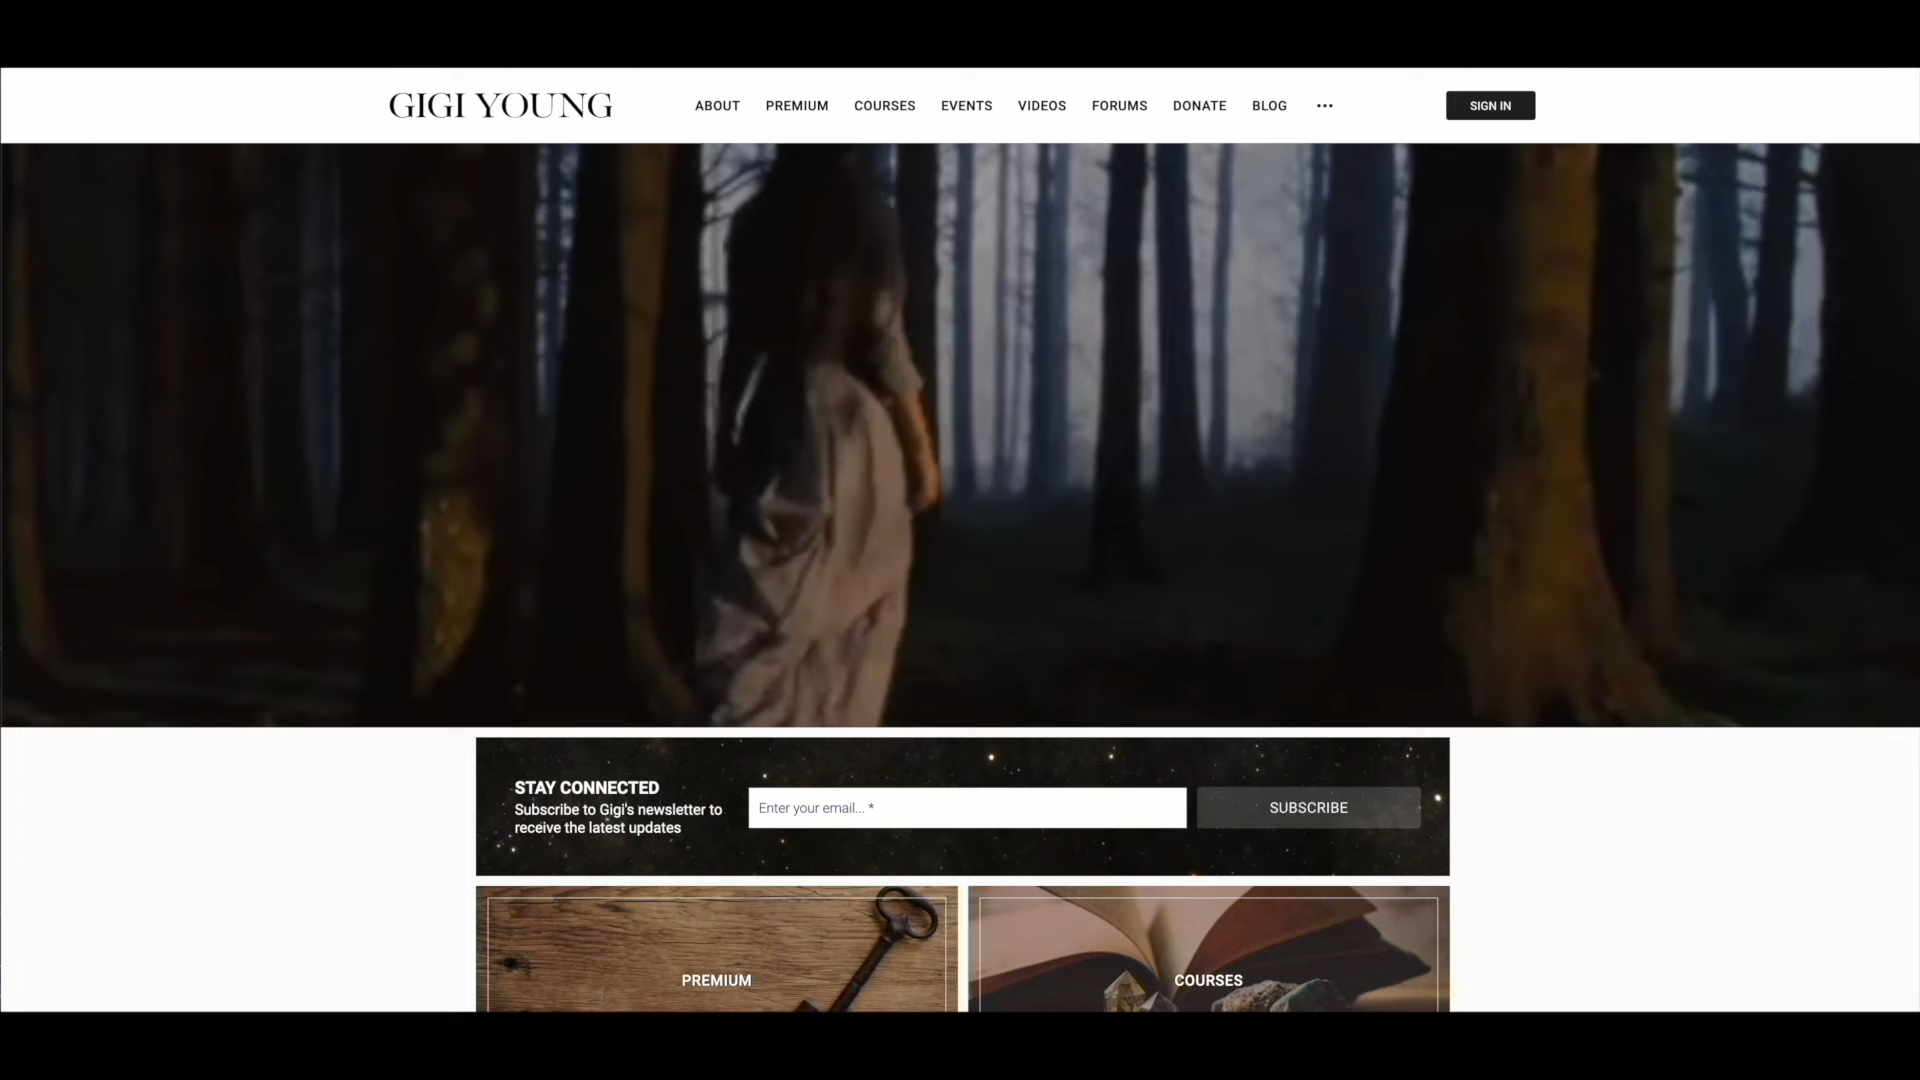 GIGI YOUNG
ABOUT PREMIUM COURSES EVENTS VIDEOS FORUMS DONATE BLOG •••
SIGN IN
STAY CONNECTED
Subscribe to Gigi's newsletter to
receive the latest updates
Enter your email... *
SUBSCRIBE
PREMIUM
COURSES